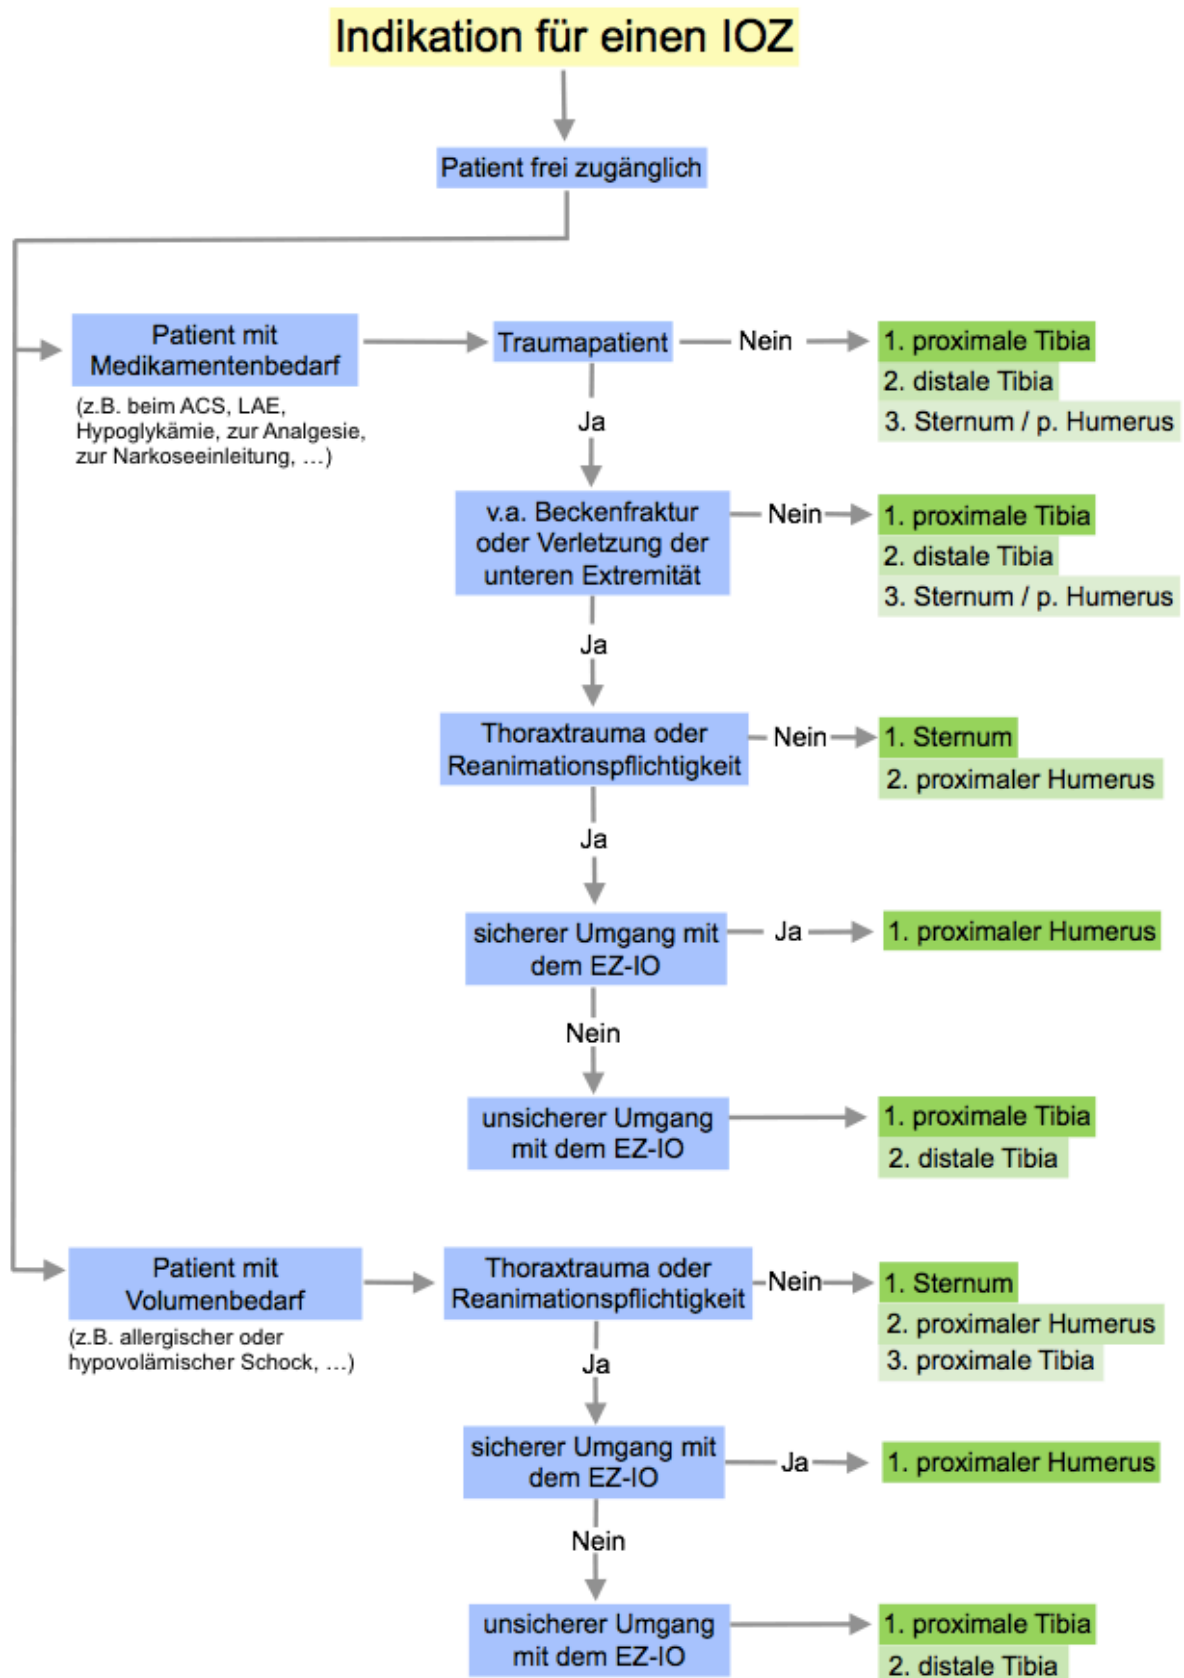 Indikation für einen IOZ
Patient frei zugänglich
Patient mit
Medikamentenbedarf
(z.B. beim ACS, LAE,
Hypoglykämie, zur Analgesie,
zur Narkoseeinleitung, …)
Traumapatient
Nein
1. proximale Tibia
2. distale Tibia
3. Sternum / p. Humerus
Ja
v.a. Beckenfraktur
oder Verletzung der
unteren Extremität
Nein
1. proximale Tibia
2. distale Tibia
3. Sternum / p. Humerus
Ja
Thoraxtrauma oder
Reanimationspflichtigkeit
Nein
1. Sternum
2. proximaler Humerus
Ja
sicherer Umgang mit
dem EZ-IO
Ja
1. proximaler Humerus
Nein
unsicherer Umgang
mit dem EZ-IO
1. proximale Tibia
2. distale Tibia
Patient mit
Volumenbedarf
(z.B. allergischer oder
hypovolämischer Schock, …)
Thoraxtrauma oder
Reanimationspflichtigkeit
Nein
1. Sternum
2. proximaler Humerus
3. proximale Tibia
Ja
sicherer Umgang mit
dem EZ-IO
Ja
1. proximaler Humerus
Nein
unsicherer Umgang
mit dem EZ-IO
1. proximale Tibia
2. distale Tibia